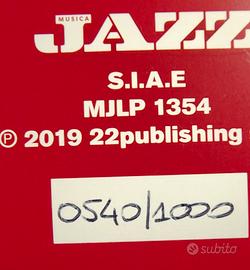 MUSICA
JAZZ
S.I.A.E
MJLP 1354
℗ 2019 22publishing
0540/1000
subito